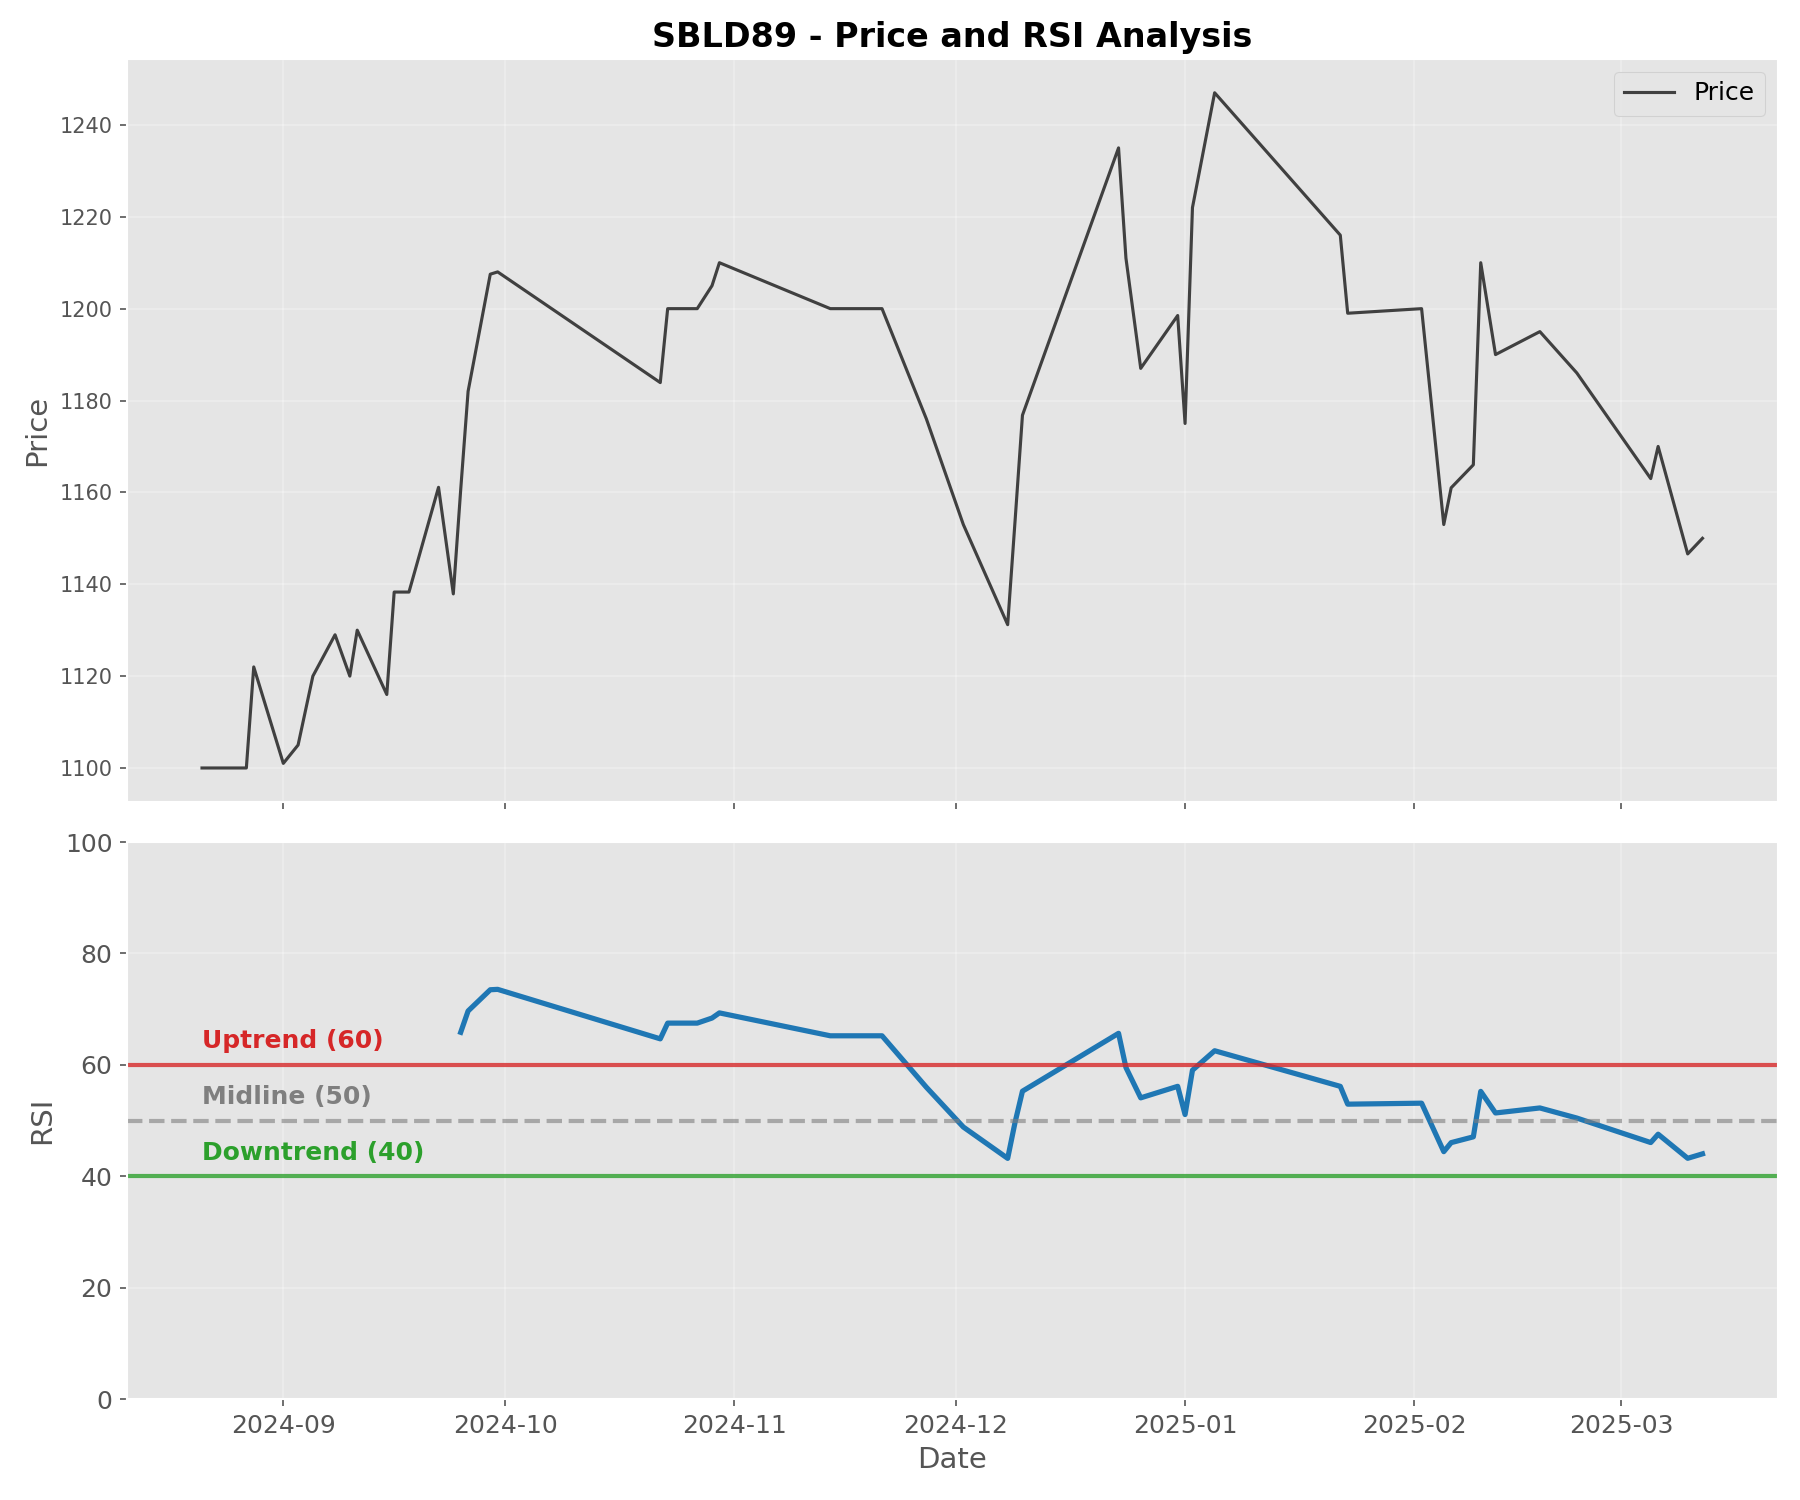 SBLD89 - Price and RSI Analysis
Price
1240
1220
1200
1180
1160
1140
1120
1100
Price
100
80
60
40
20
0
RSI
Uptrend (60)
Midline (50)
Downtrend (40)
2024-09 2024-10 2024-11 2024-12 2025-01 2025-02 2025-03
Date